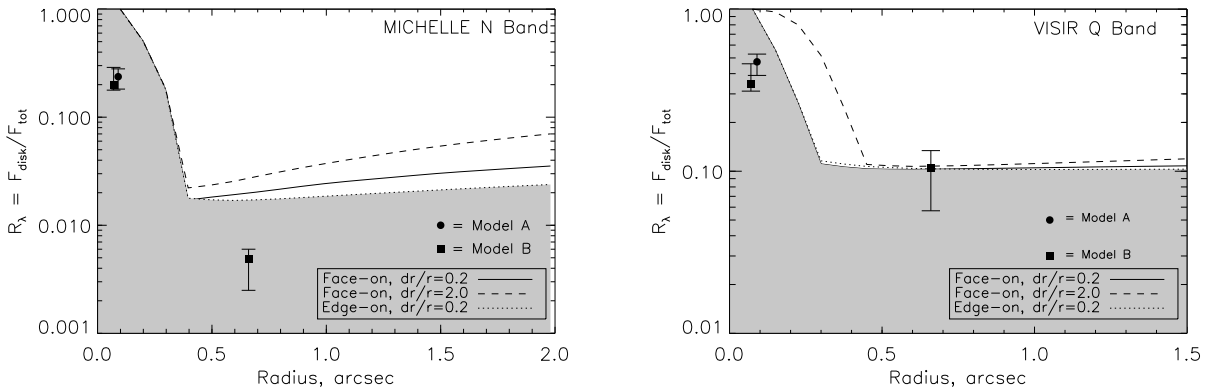 MICHELLE N Band
1.000
0.100
0.010
0.001
R_λ = F_disk/F_tot
● = Model A
■ = Model B
Face-on, dr/r=0.2
Face-on, dr/r=2.0
Edge-on, dr/r=0.2
0.0 0.5 1.0 1.5 2.0
Radius, arcsec
VISIR Q Band
1.00
0.10
0.01
R_λ = F_disk/F_tot
● = Model A
■ = Model B
Face-on, dr/r=0.2
Face-on, dr/r=2.0
Edge-on, dr/r=0.2
0.0 0.5 1.0 1.5
Radius, arcsec